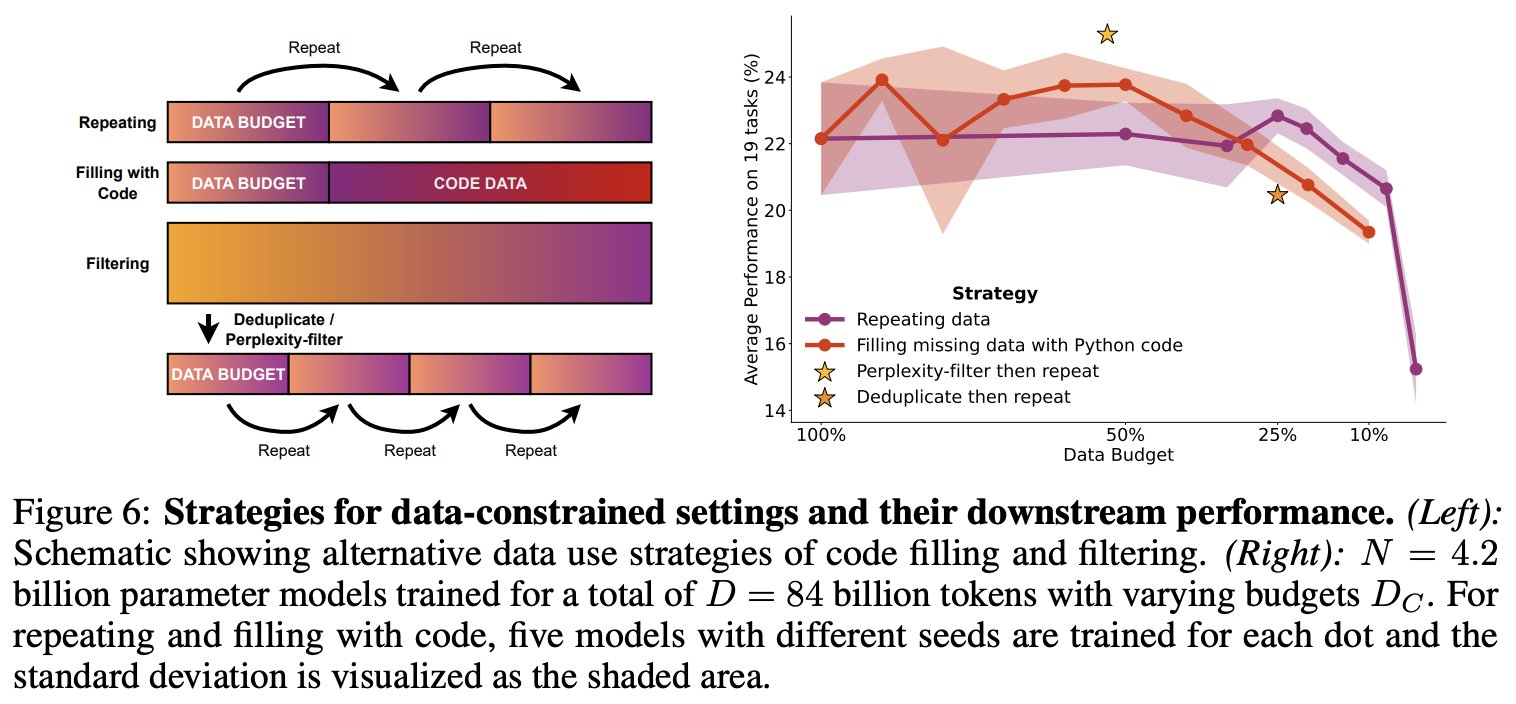 Repeat
Repeat
Repeating
DATA BUDGET
Filling with
Code
DATA BUDGET
CODE DATA
Filtering
Deduplicate /
Perplexity-filter
DATA BUDGET
Repeat
Repeat
Repeat
Average Performance on 19 tasks (%)
24
22
20
18
16
14
Strategy
Repeating data
Filling missing data with Python code
Perplexity-filter then repeat
Deduplicate then repeat
100%
50%
25%
10%
Data Budget
Figure 6: Strategies for data-constrained settings and their downstream performance. (Left):
Schematic showing alternative data use strategies of code filling and filtering. (Right): N = 4.2
billion parameter models trained for a total of D = 84 billion tokens with varying budgets D_C. For
repeating and filling with code, five models with different seeds are trained for each dot and the
standard deviation is visualized as the shaded area.